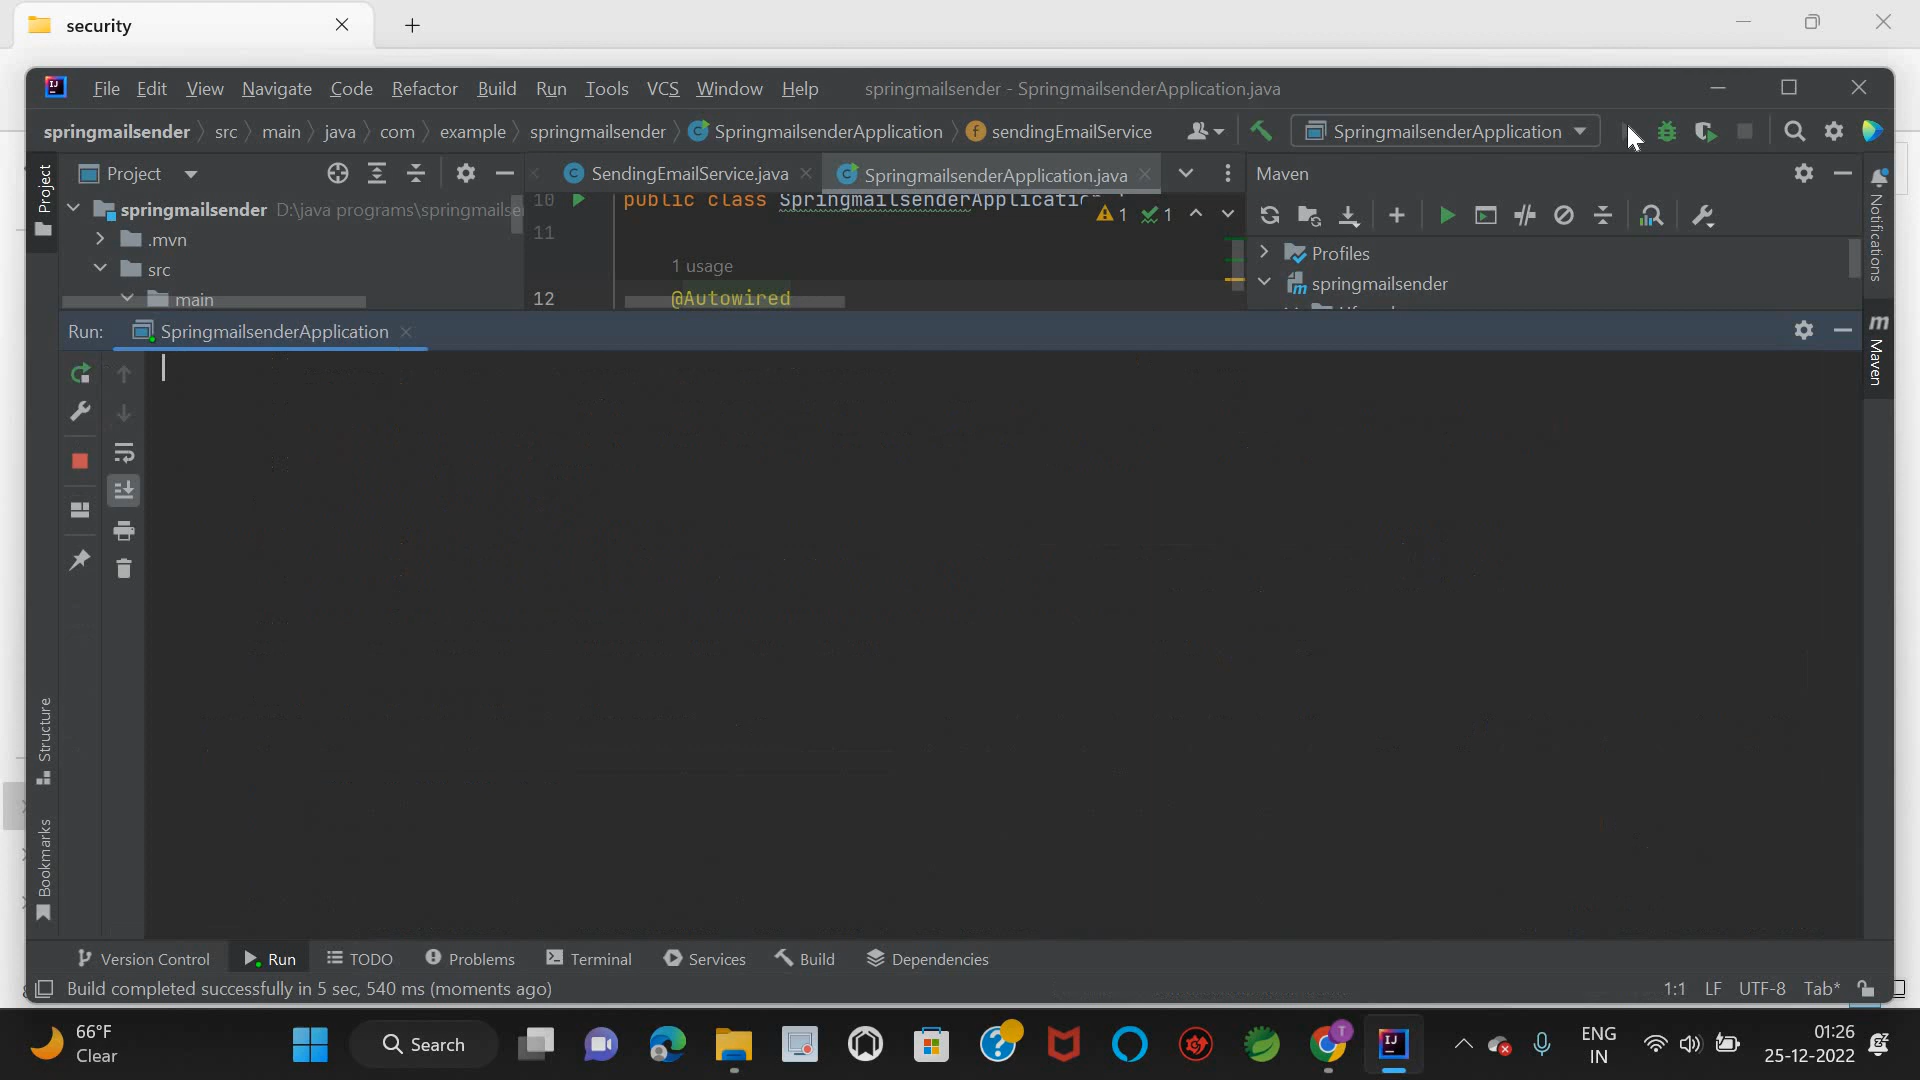 security
File Edit View Navigate Code Refactor Build Run Tools VCS Window Help springmailsender - SpringmailsenderApplication.java
springmailsender src main java com example springmailsender SpringmailsenderApplication sendingEmailService SpringmailsenderApplication
Project SendingEmailService.java SpringmailsenderApplication.java Maven
springmailsender D:\java programs\springmailse
10 public class SpringmailsenderApplication 1 1
11
.mvn
src
main
1 usage
12 @Autowired
Profiles
springmailsender
Run: SpringmailsenderApplication
Project
Structure
Bookmarks
Notifications
Maven
Version Control Run TODO Problems Terminal Services Build Dependencies
Build completed successfully in 5 sec, 540 ms (moments ago) 1:1 LF UTF-8 Tab*
66°F
Clear
Search
ENG
IN
01:26
25-12-2022